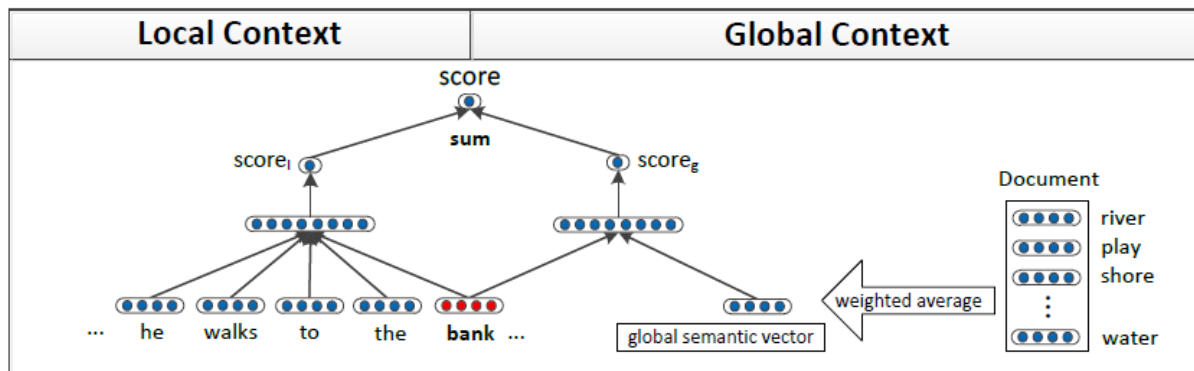 Local Context
Global Context
score
sum
scoreₗ
score_g
Document
river
play
shore
⋮
water
weighted average
... he walks to the bank ...
global semantic vector